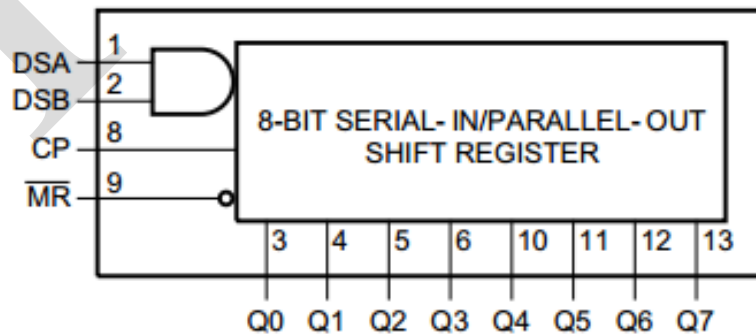 DSA 1
DSB 2
CP 8
MR 9
8-BIT SERIAL- IN/PARALLEL- OUT
SHIFT REGISTER
3 4 5 6 10 11 12 13
Q0 Q1 Q2 Q3 Q4 Q5 Q6 Q7